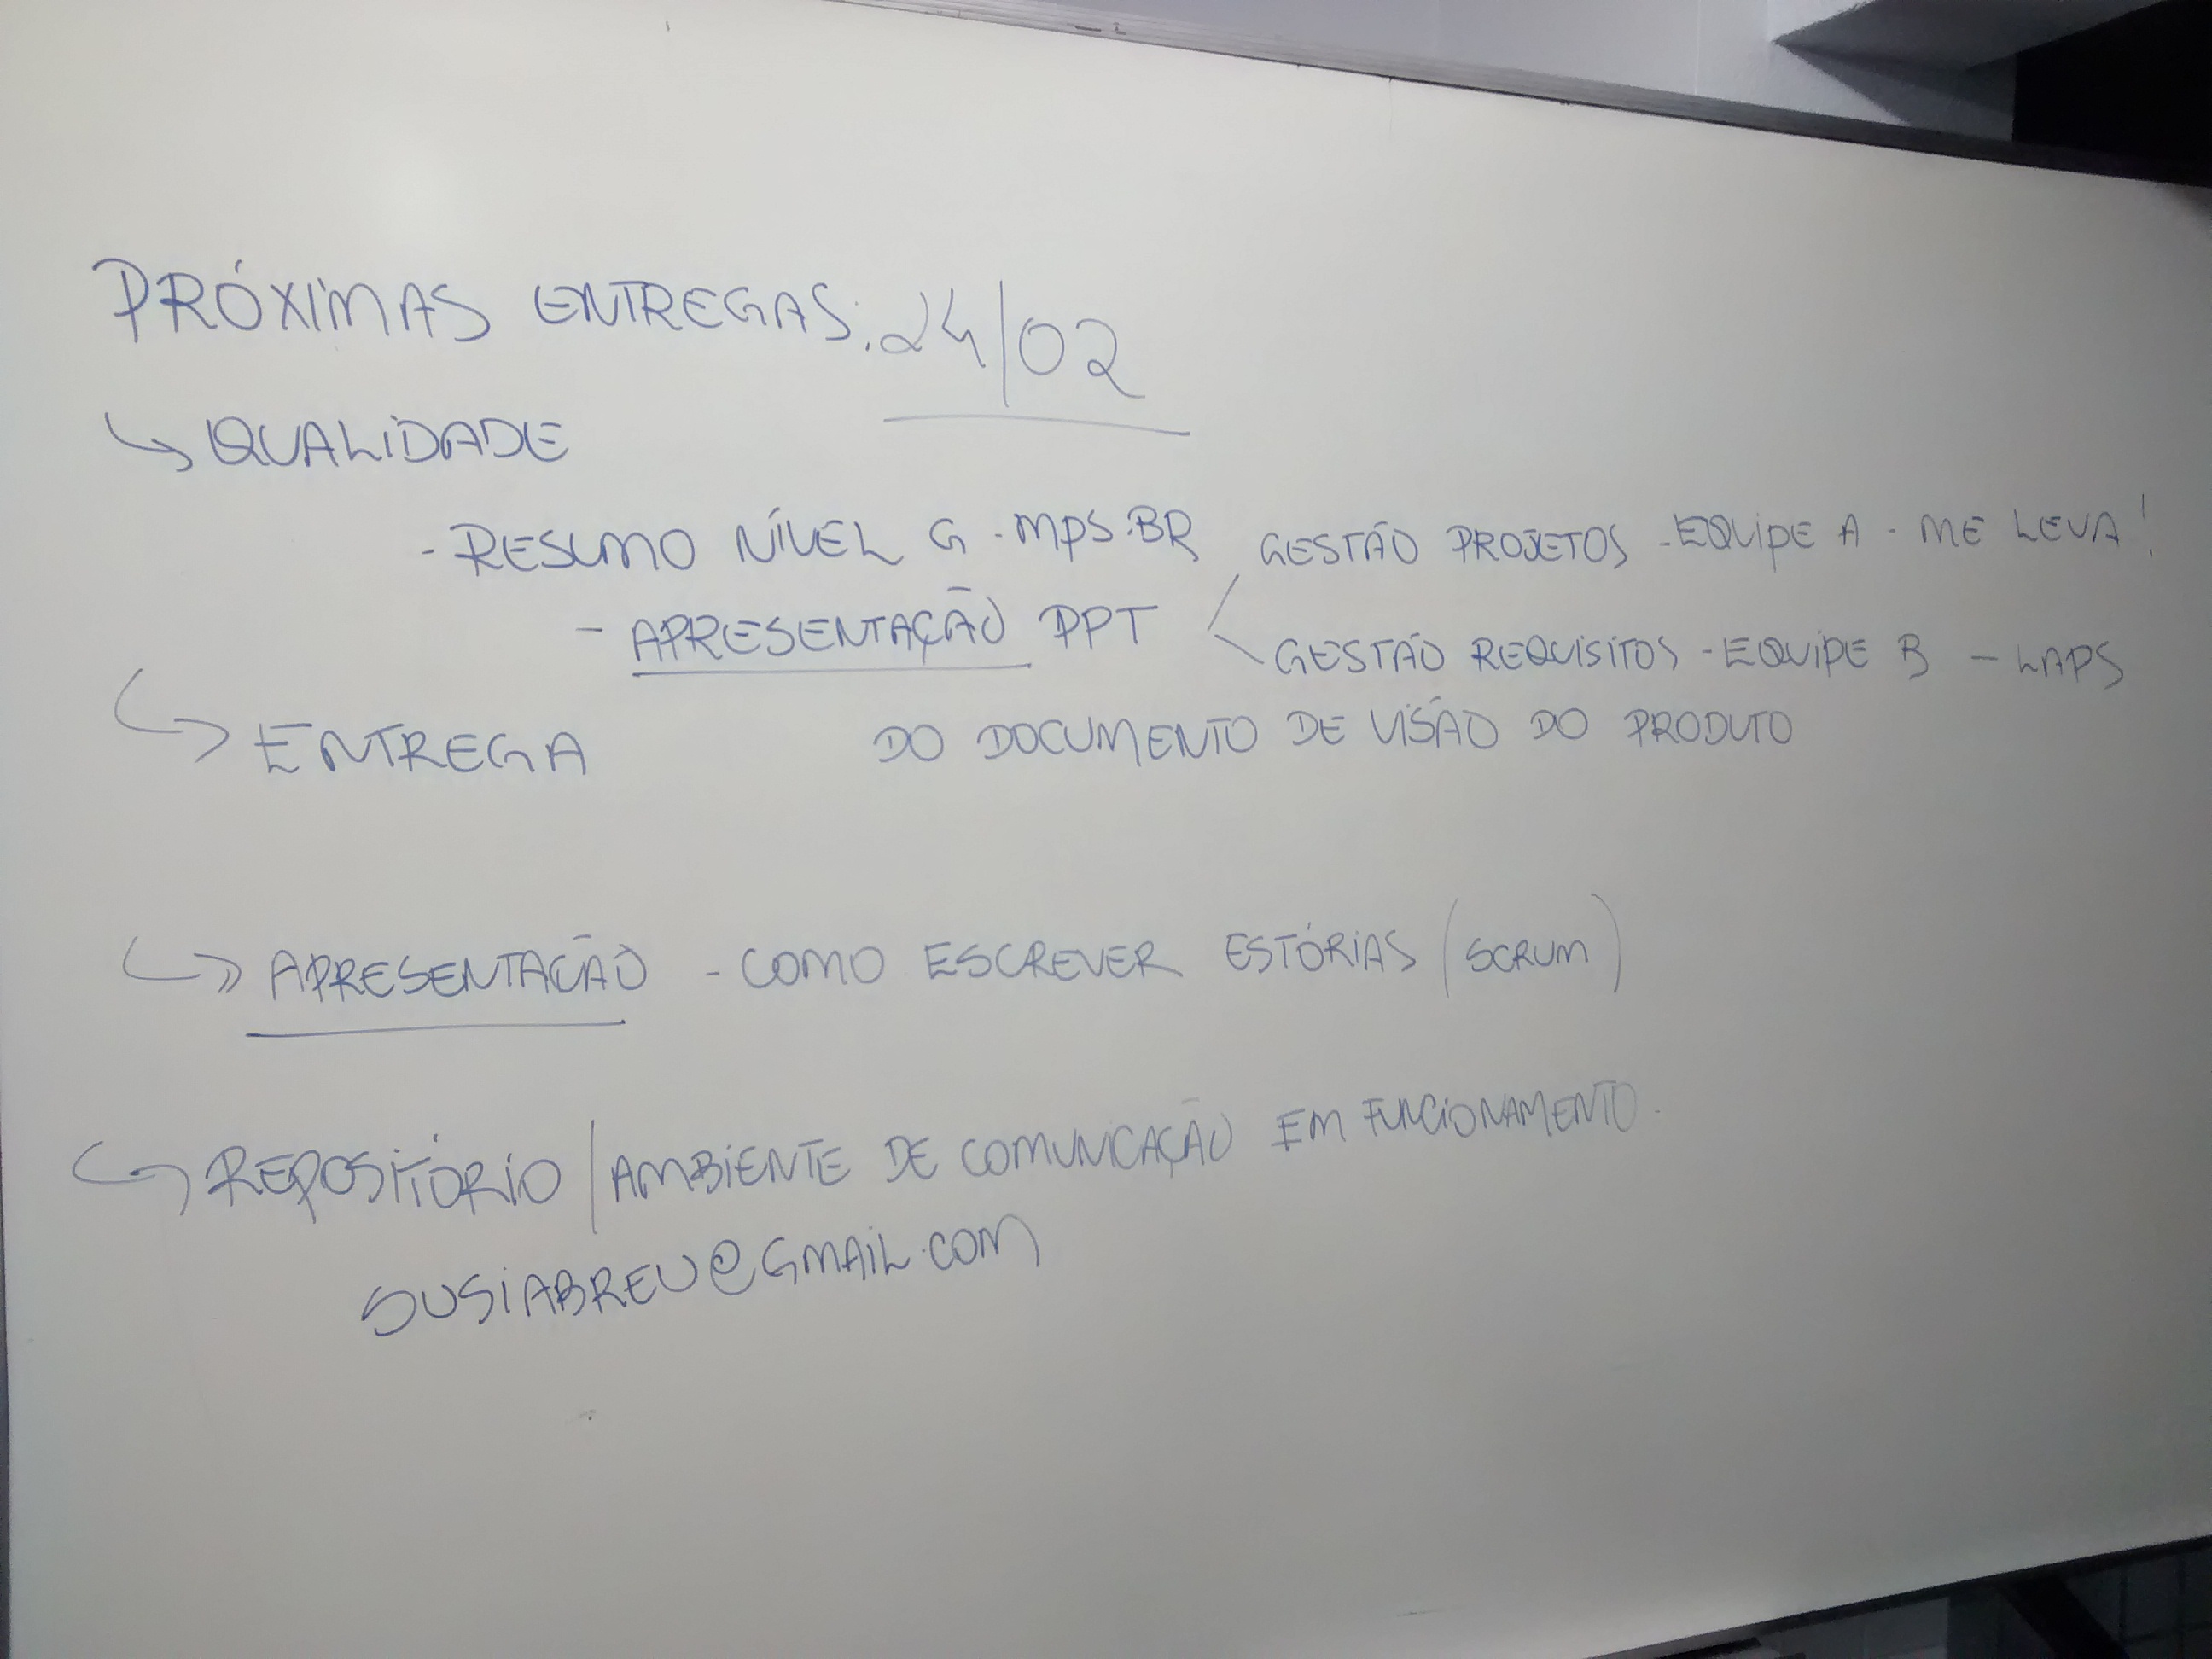 PRÓXIMAS ENTREGAS: 24/02
↳ QUALIDADE
- RESUMO NÍVEL G - MPS.BR
- APRESENTAÇÃO PPT < GESTÃO PROJETOS - EQUIPE A - ME LEVA!
GESTÃO REQUISITOS - EQUIPE B - LAPS
↳ ENTREGA DO DOCUMENTO DE VISÃO DO PRODUTO
↳ APRESENTAÇÃO - COMO ESCREVER ESTÓRIAS (SCRUM)
↳ REPOSITÓRIO / AMBIENTE DE COMUNICAÇÃO EM FUNCIONAMENTO.
SUSIABREU@GMAIL.COM